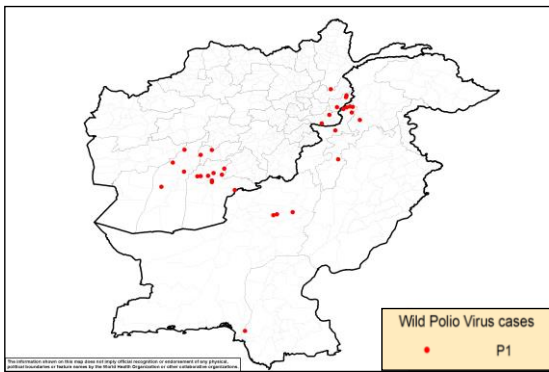 Wild Polio Virus cases
P1
The information shown on this map does not imply official recognition or endorsement of any physical,
political boundaries or feature names by the World Health Organization or other collaborative organizations.